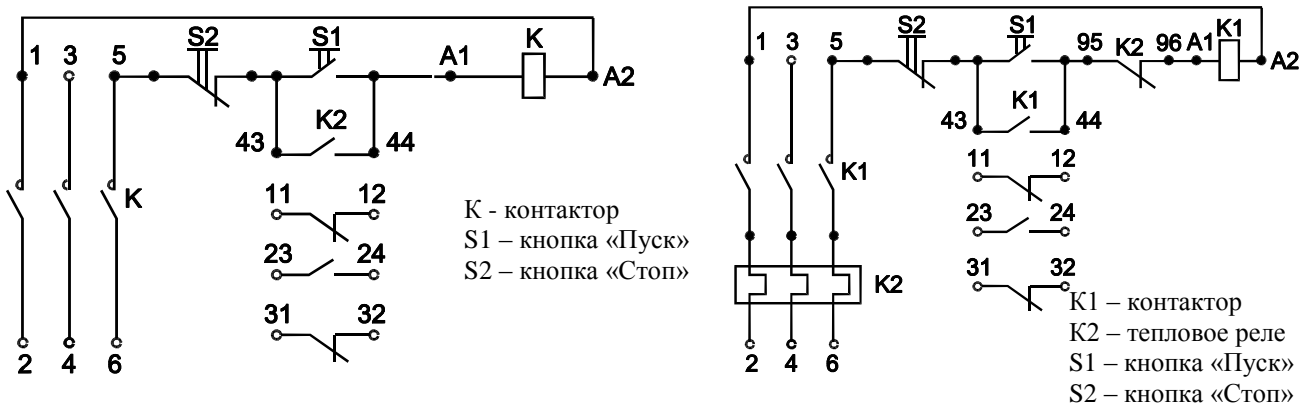 1 3 5 S2 S1 A1 K A2
43 K2 44
K
11 12
23 24
31 32
2 4 6
К - контактор
S1 – кнопка «Пуск»
S2 – кнопка «Стоп»
1 3 5 S2 S1 95 K2 96 A1 K1 A2
43 K1 44
K1
11 12
23 24
31 32
K2
2 4 6
К1 – контактор
К2 – тепловое реле
S1 – кнопка «Пуск»
S2 – кнопка «Стоп»